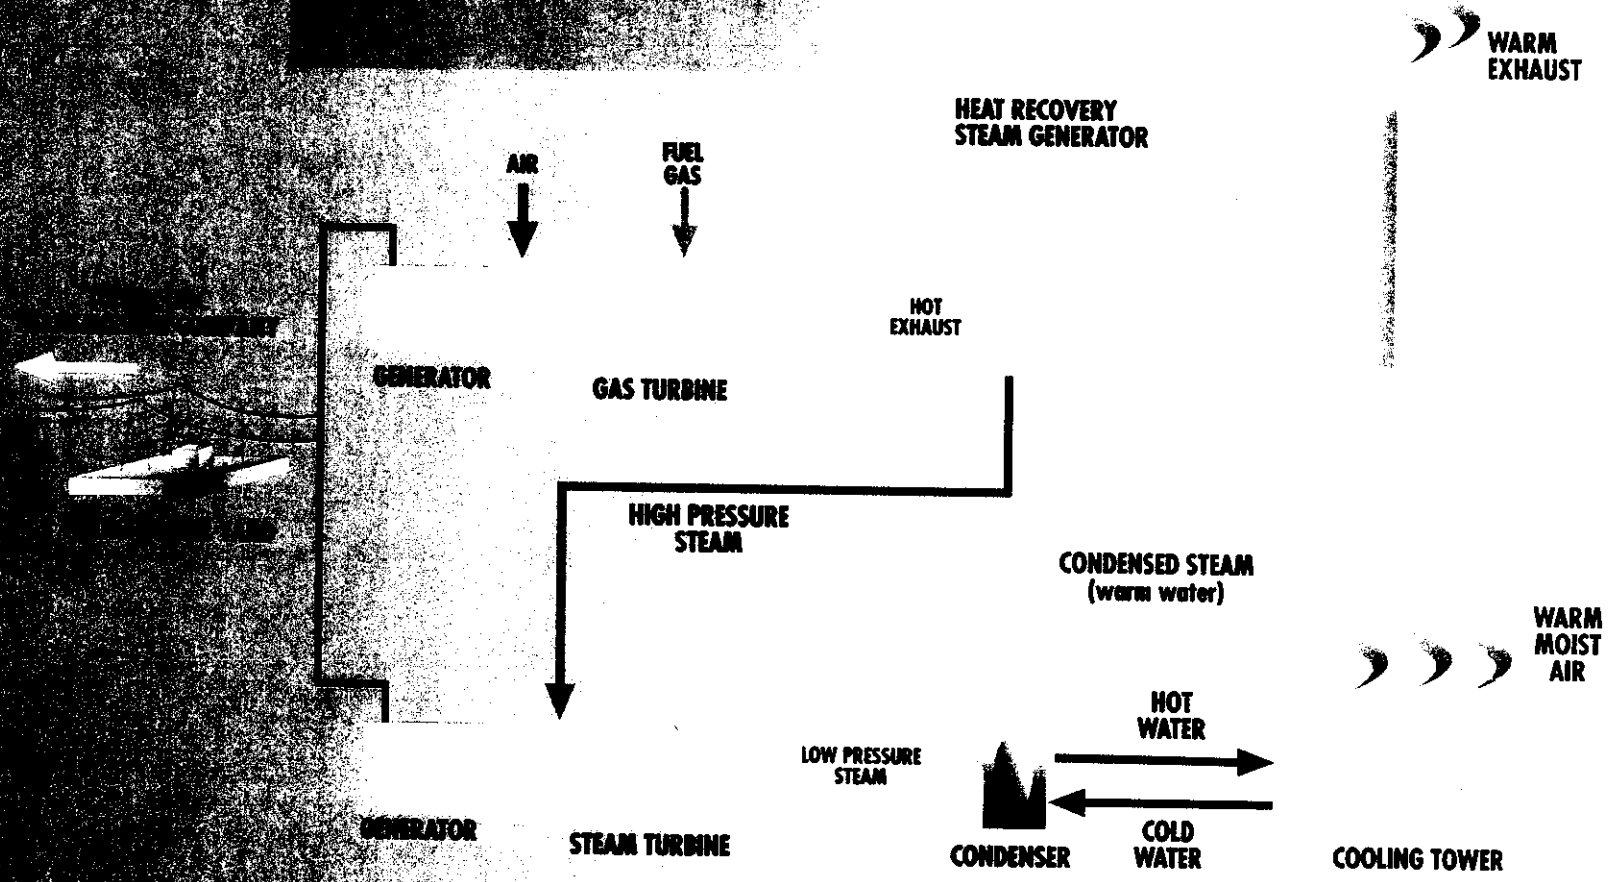 WARM
EXHAUST
HEAT RECOVERY
STEAM GENERATOR
AIR
FUEL
GAS
HOT
EXHAUST
GENERATOR
GAS TURBINE
HIGH PRESSURE
STEAM
CONDENSED STEAM
(warm water)
WARM
MOIST
AIR
HOT
WATER
LOW PRESSURE
STEAM
GENERATOR
STEAM TURBINE
CONDENSER
COLD
WATER
COOLING TOWER